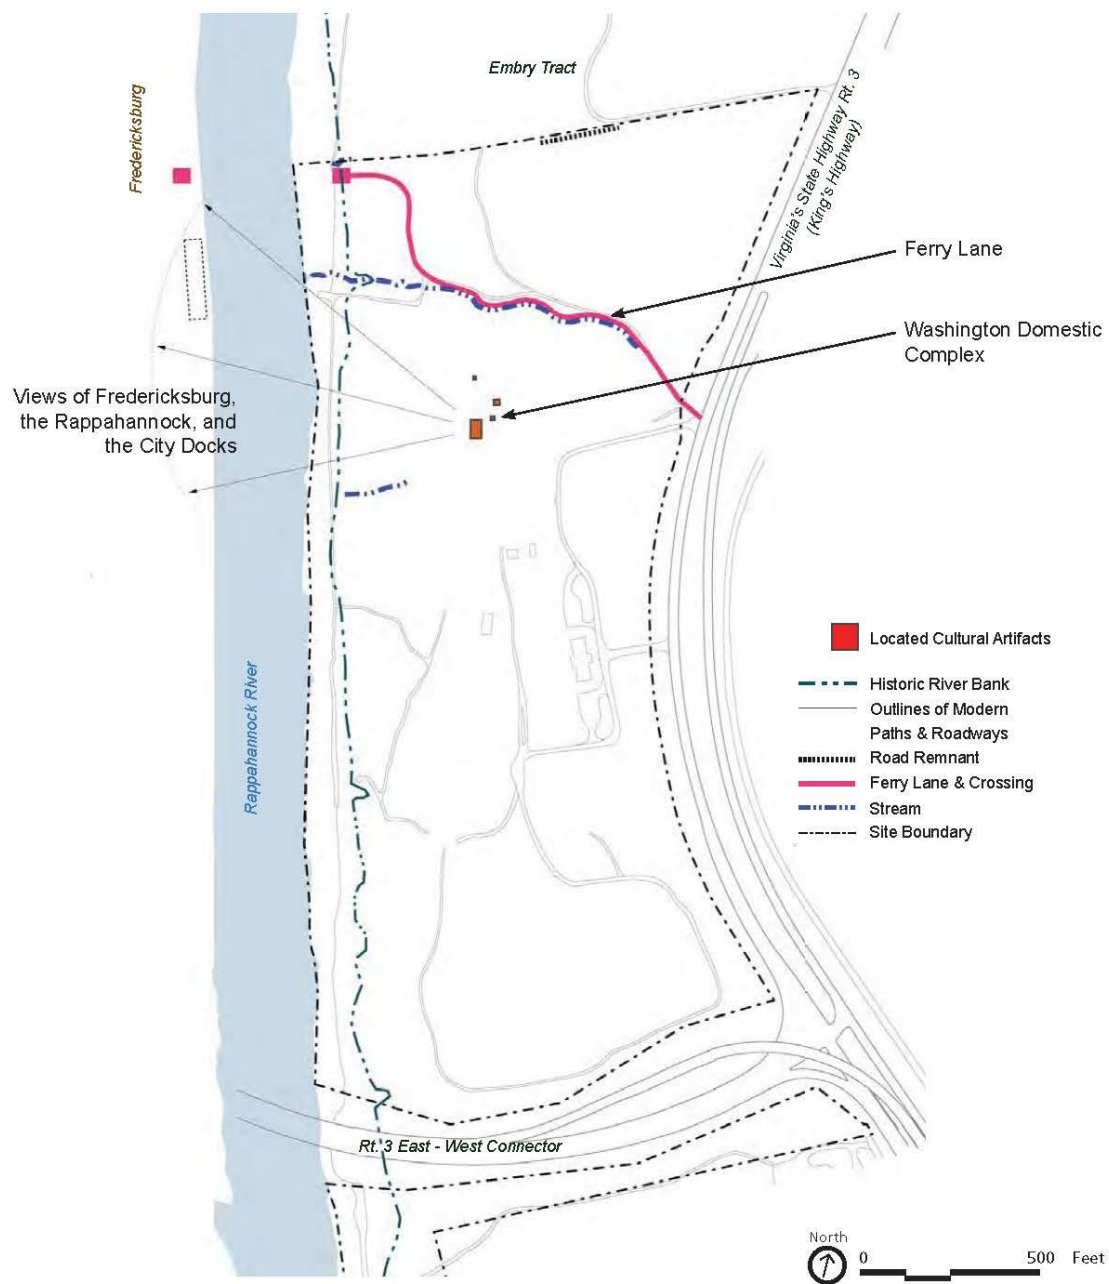 Embry Tract
Fredericksburg
Virginia's State Highway Rt. 3
(King's Highway)
Ferry Lane
Washington Domestic
Complex
Views of Fredericksburg,
the Rappahannock, and
the City Docks
Rappahannock River
Located Cultural Artifacts
Historic River Bank
Outlines of Modern
Paths & Roadways
Road Remnant
Ferry Lane & Crossing
Stream
Site Boundary
Rt. 3 East - West Connector
North
0 500 Feet